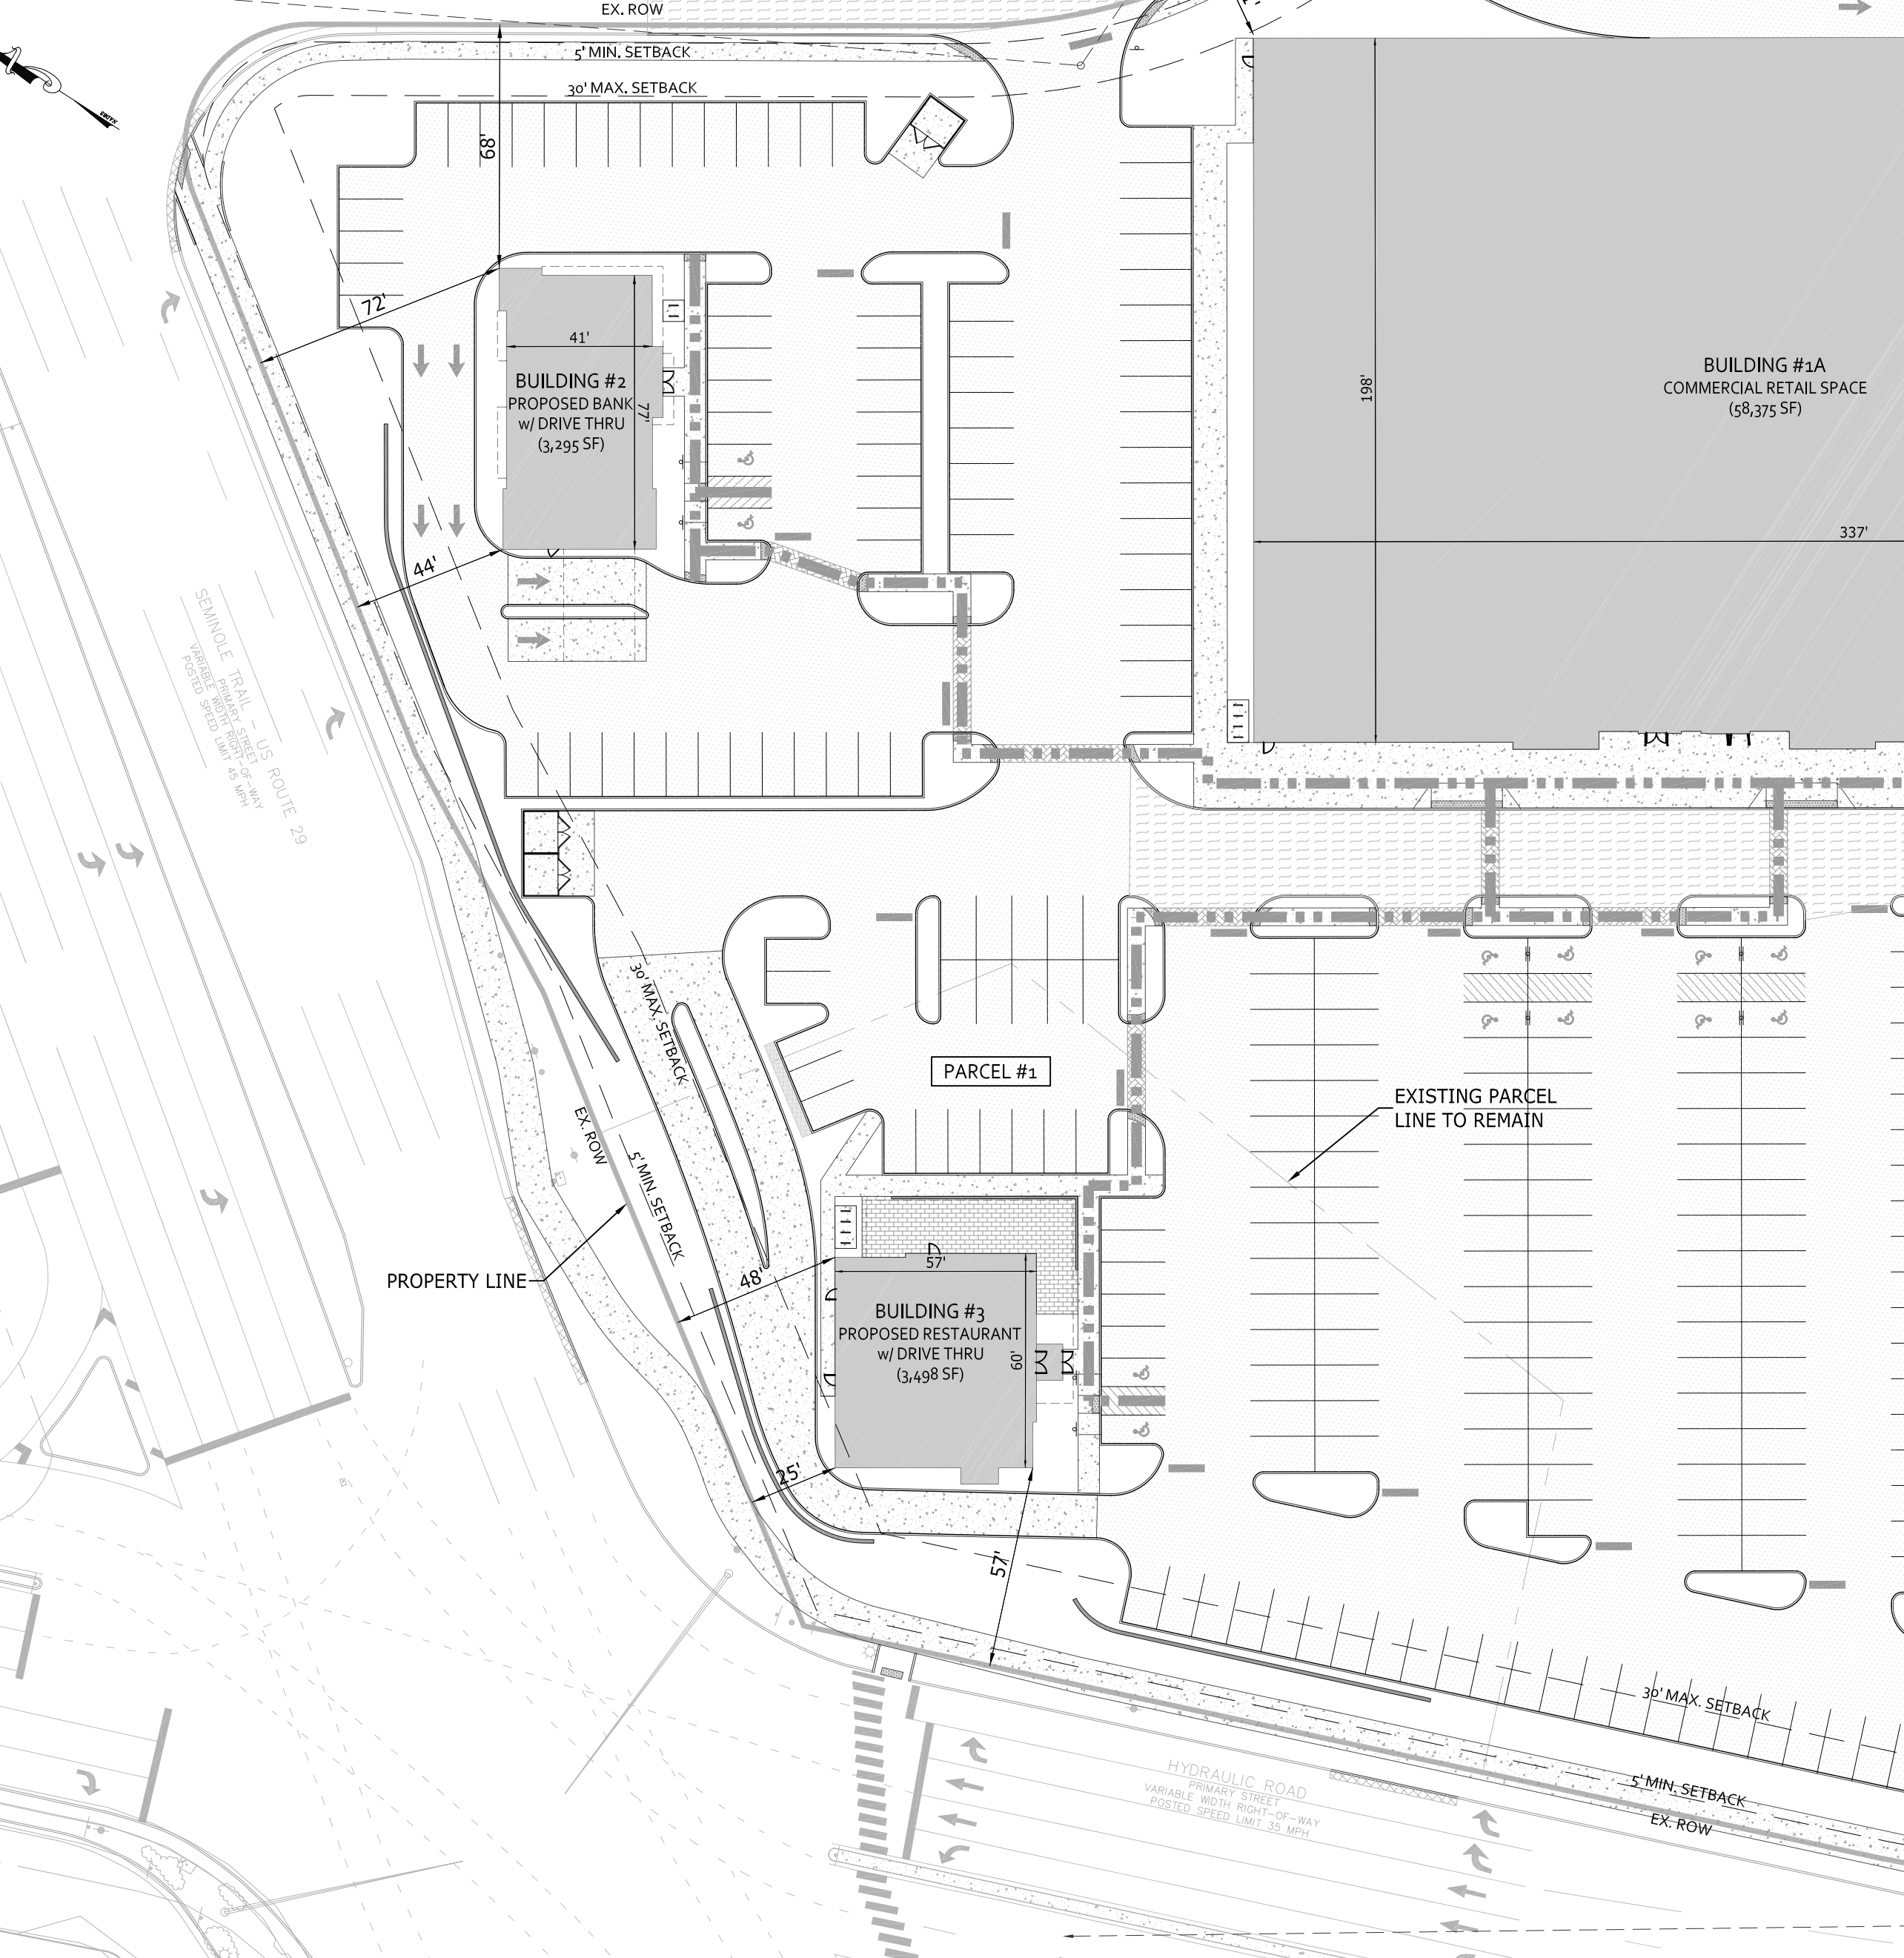 EX. ROW
5' MIN. SETBACK
30' MAX. SETBACK
68'
72'
41'
BUILDING #2
PROPOSED BANK
w/ DRIVE THRU
(3,295 SF)
77'
44'
198'
BUILDING #1A
COMMERCIAL RETAIL SPACE
(58,375 SF)
337'
SEMINOLE TRAIL - US ROUTE 29
PRIMARY STREET
VARIABLE WIDTH RIGHT-OF-WAY
POSTED SPEED LIMIT 45 MPH
30' MAX. SETBACK
PARCEL #1
EXISTING PARCEL
LINE TO REMAIN
EX. ROW
5' MIN. SETBACK
PROPERTY LINE
48'
57'
BUILDING #3
PROPOSED RESTAURANT
w/ DRIVE THRU
(3,498 SF)
60'
25'
57'
30' MAX. SETBACK
HYDRAULIC ROAD
PRIMARY STREET
VARIABLE WIDTH RIGHT-OF-WAY
POSTED SPEED LIMIT 35 MPH
5' MIN. SETBACK
EX. ROW